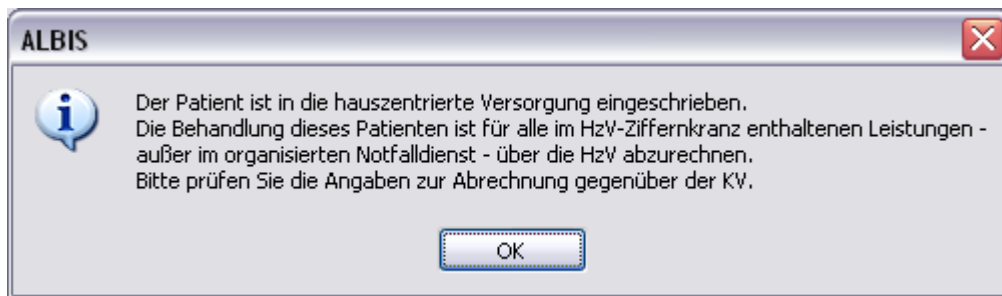 ALBIS
Der Patient ist in die hauszentrierte Versorgung eingeschrieben.
Die Behandlung dieses Patienten ist für alle im HzV-Ziffernkranz enthaltenen Leistungen -
außer im organisierten Notfalldienst - über die HzV abzurechnen.
Bitte prüfen Sie die Angaben zur Abrechnung gegenüber der KV.
OK